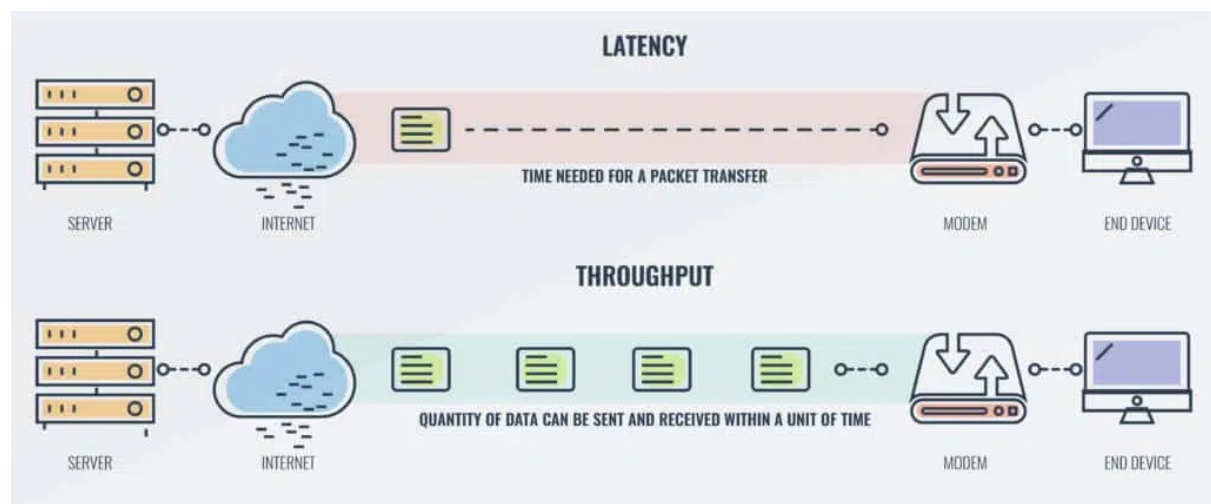 LATENCY
TIME NEEDED FOR A PACKET TRANSFER
SERVER
INTERNET
MODEM
END DEVICE
THROUGHPUT
QUANTITY OF DATA CAN BE SENT AND RECEIVED WITHIN A UNIT OF TIME
SERVER
INTERNET
MODEM
END DEVICE